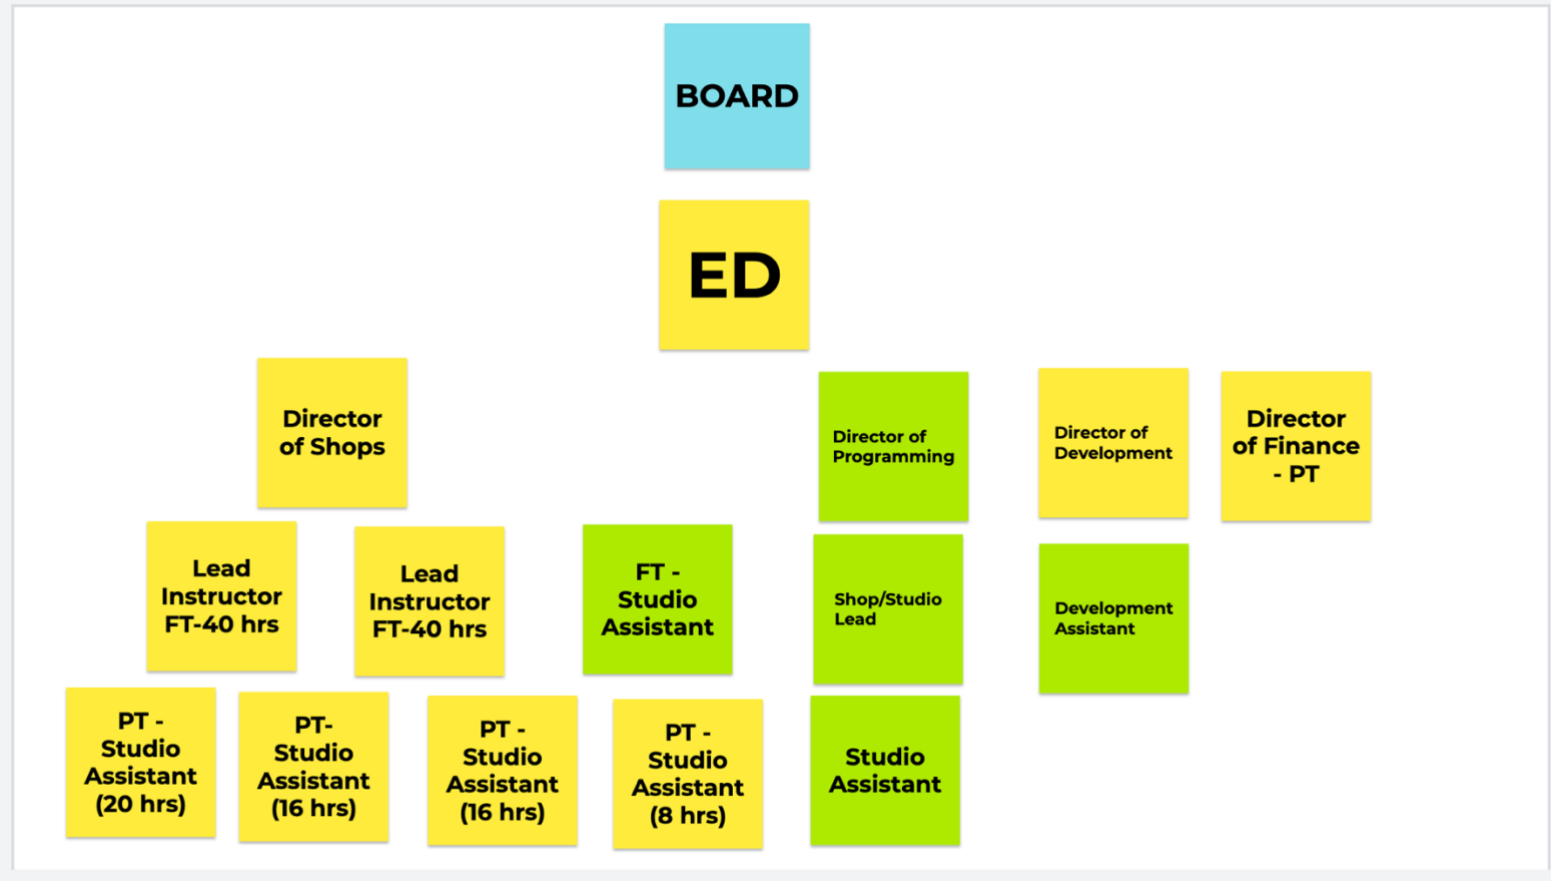 BOARD
ED
Director
of Shops
Director of
Programming
Director of
Development
Director
of Finance
- PT
Lead
Instructor
FT-40 hrs
Lead
Instructor
FT-40 hrs
FT -
Studio
Assistant
Shop/Studio
Lead
Development
Assistant
PT -
Studio
Assistant
(20 hrs)
PT-
Studio
Assistant
(16 hrs)
PT -
Studio
Assistant
(16 hrs)
PT -
Studio
Assistant
(8 hrs)
Studio
Assistant